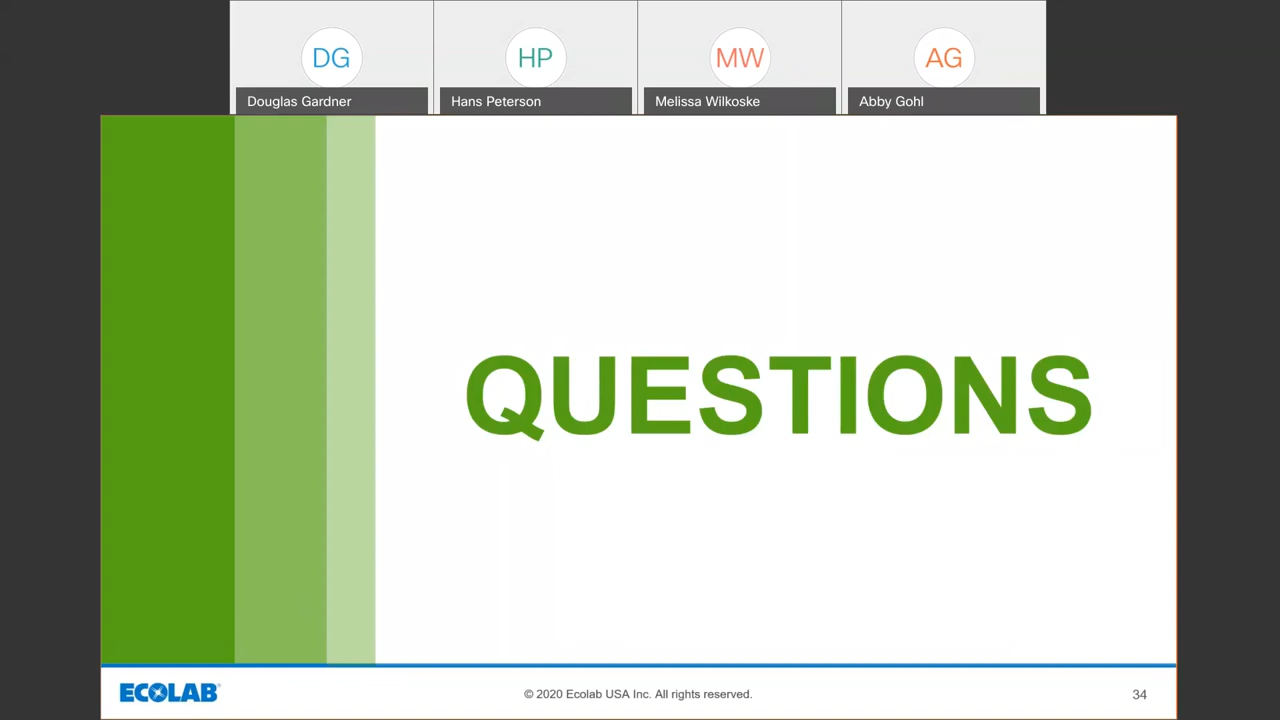 DG
HP
MW
AG
Douglas Gardner
Hans Peterson
Melissa Wilkoske
Abby Gohl
QUESTIONS
ECOLAB®
© 2020 Ecolab USA Inc. All rights reserved.
34